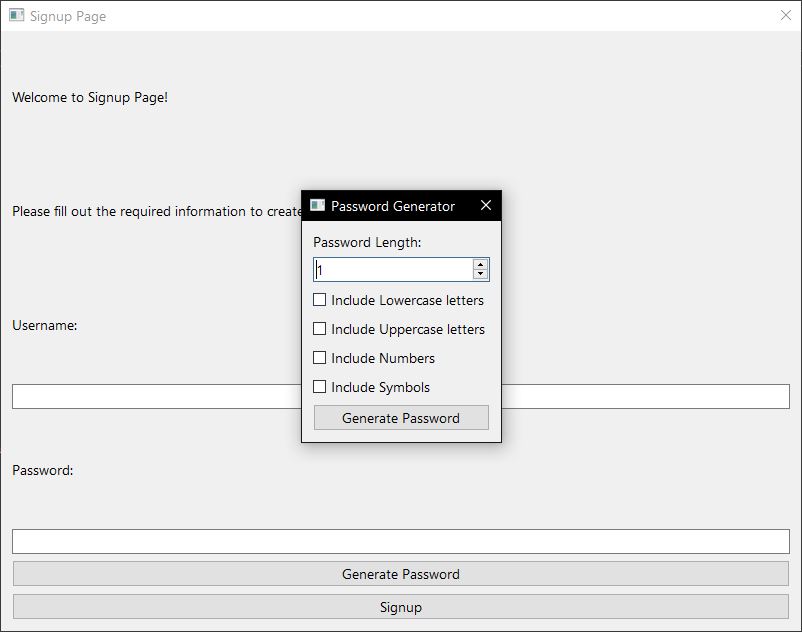 Signup Page
Welcome to Signup Page!
Please fill out the required information to create
Password Generator
Password Length:
1
Include Lowercase letters
Include Uppercase letters
Include Numbers
Include Symbols
Generate Password
Username:
Password:
Generate Password
Signup